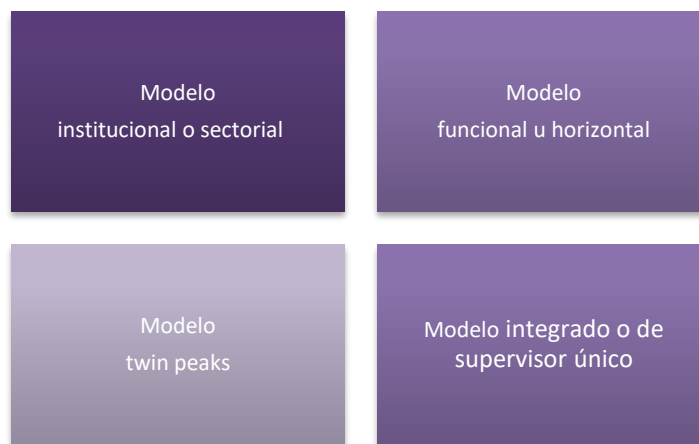 Modelo
institucional o sectorial
Modelo
funcional u horizontal
Modelo
twin peaks
Modelo integrado o de
supervisor único